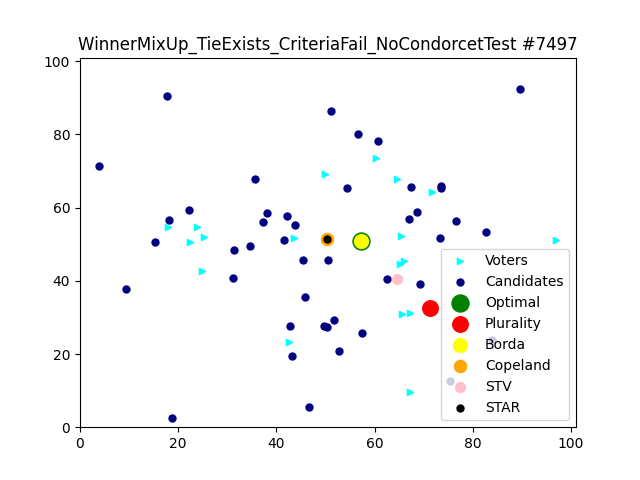 WinnerMixUp_TieExists_CriteriaFail_NoCondorcetTest #7497
100
80
60
40
20
0
0 20 40 60 80 100
Voters
Candidates
Optimal
Plurality
Borda
Copeland
STV
STAR